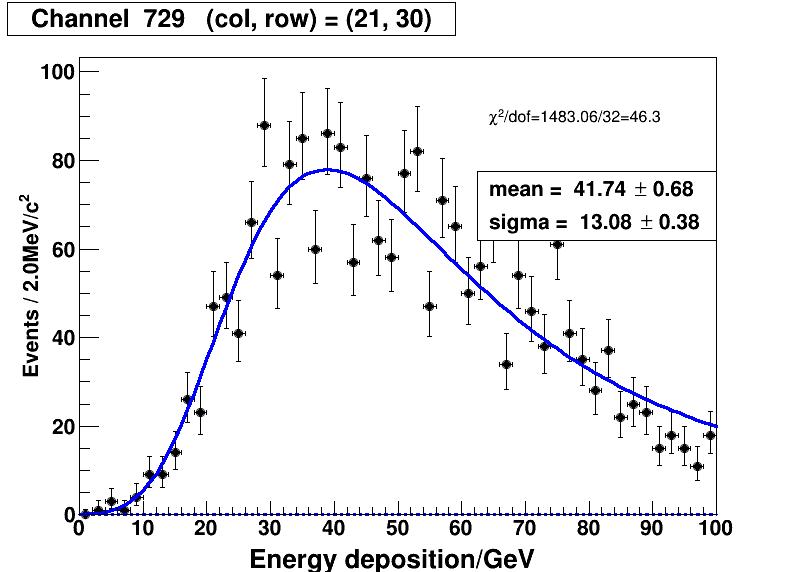 Channel  729   (col, row) = (21, 30)
χ²/dof=1483.06/32=46.3
mean =  41.74 ± 0.68
sigma =  13.08 ± 0.38
Events / 2.0MeV/c²
100
80
60
40
20
0
0 10 20 30 40 50 60 70 80 90 100
Energy deposition/GeV